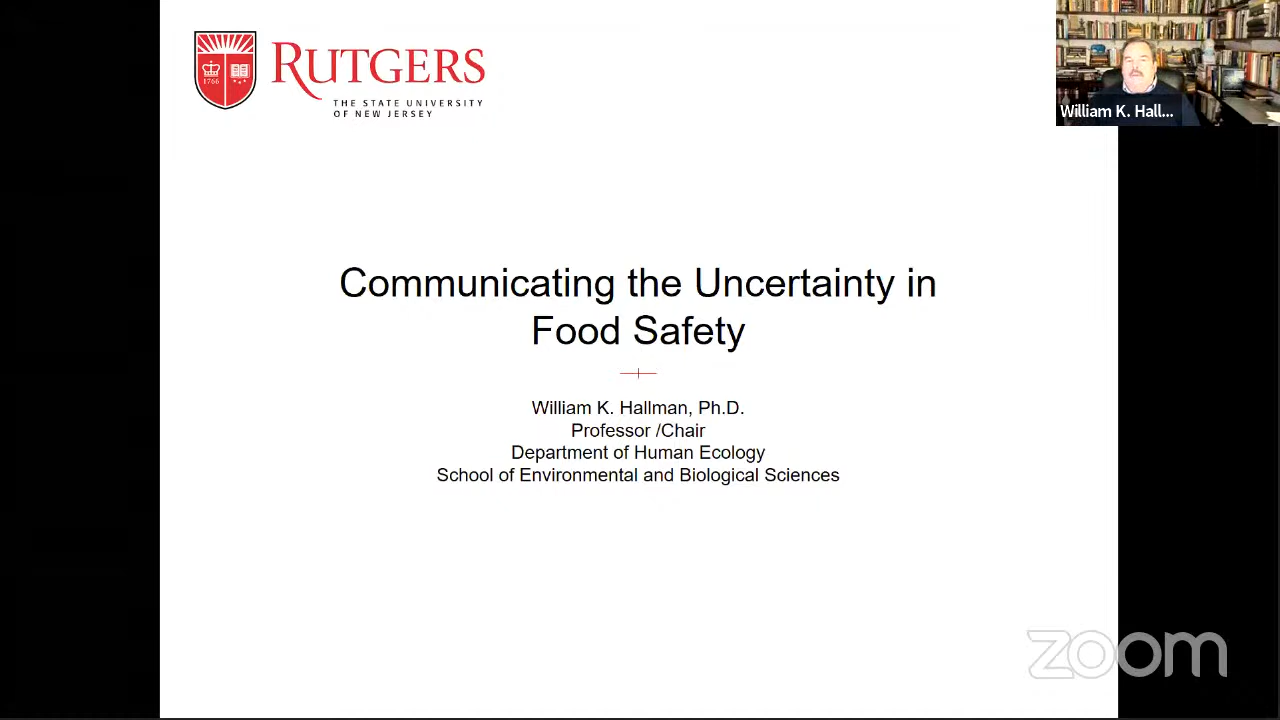 1766
RUTGERS
THE STATE UNIVERSITY
OF NEW JERSEY
William K. Hall...
Communicating the Uncertainty in
Food Safety
William K. Hallman, Ph.D.
Professor /Chair
Department of Human Ecology
School of Environmental and Biological Sciences
zoom